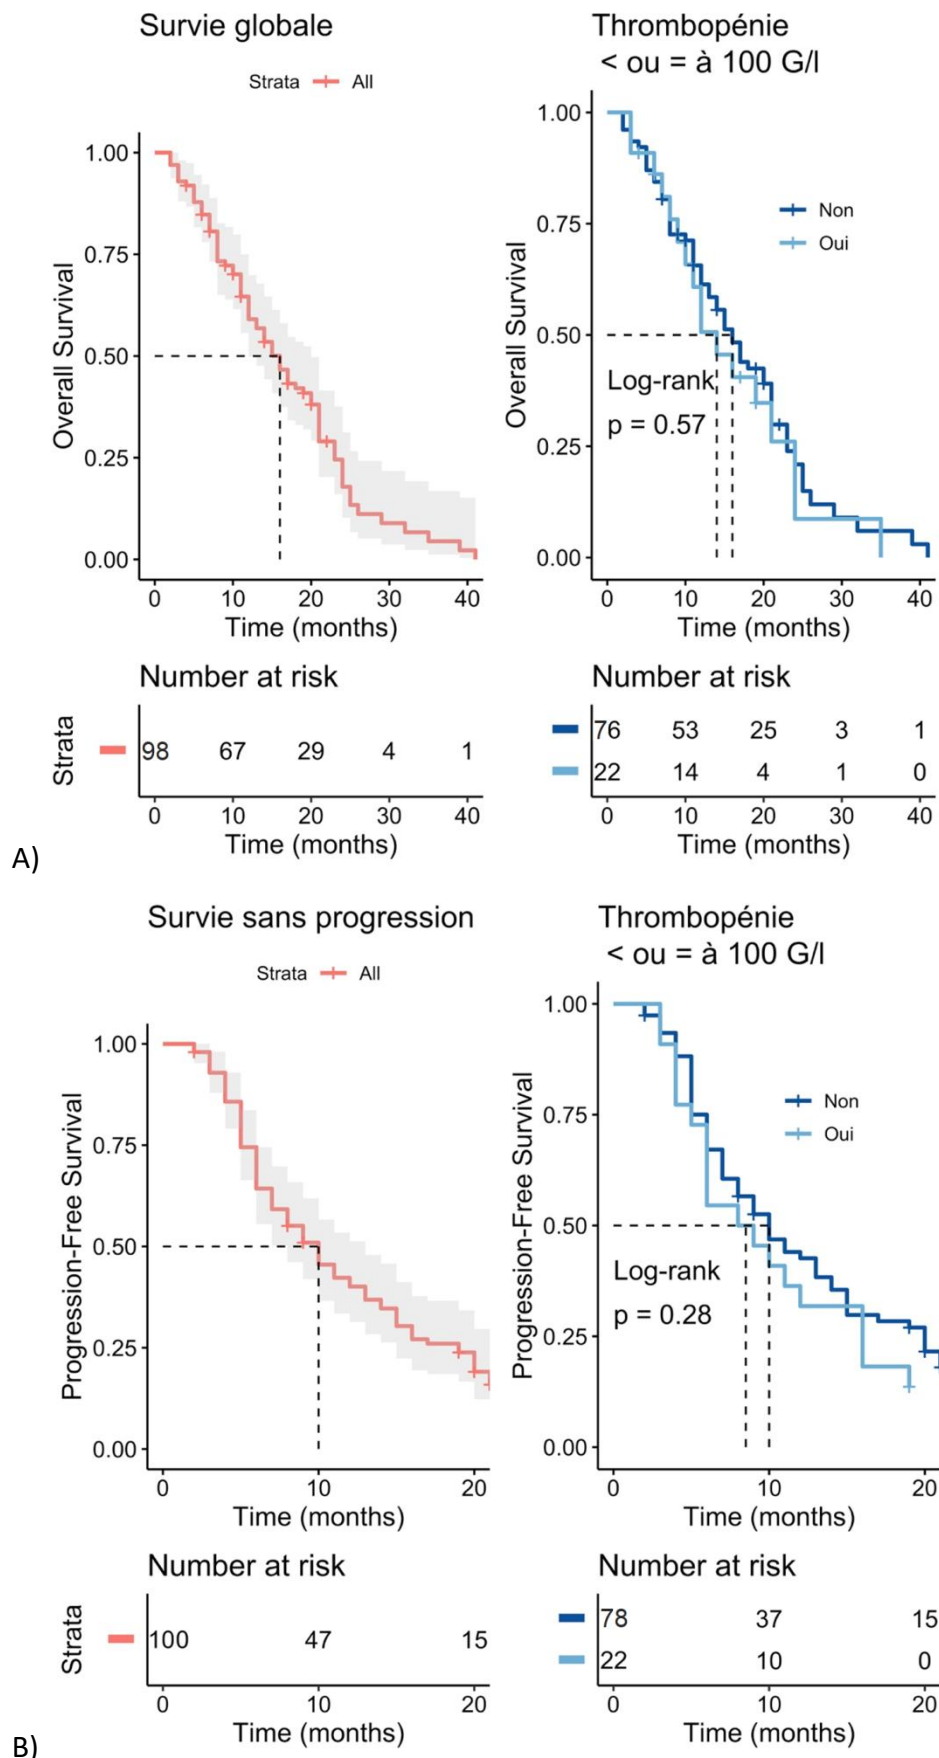 Survie globale
Strata All
Overall Survival
1.00
0.75
0.50
0.25
0.00
0 10 20 30 40
Time (months)
Number at risk
Strata
98 67 29 4 1
0 10 20 30 40
Time (months)
Thrombopénie
< ou = à 100 G/l
Overall Survival
1.00
0.75
0.50
0.25
0.00
Non
Oui
Log-rank
p = 0.57
0 10 20 30 40
Time (months)
Number at risk
76 53 25 3 1
22 14 4 1 0
0 10 20 30 40
Time (months)
A)
Survie sans progression
Strata All
Progression-Free Survival
1.00
0.75
0.50
0.25
0.00
0 10 20
Time (months)
Number at risk
Strata
100 47 15
0 10 20
Time (months)
Thrombopénie
< ou = à 100 G/l
Progression-Free Survival
1.00
0.75
0.50
0.25
0.00
Non
Oui
Log-rank
p = 0.28
0 10 20
Time (months)
Number at risk
78 37 15
22 10 0
0 10 20
Time (months)
B)